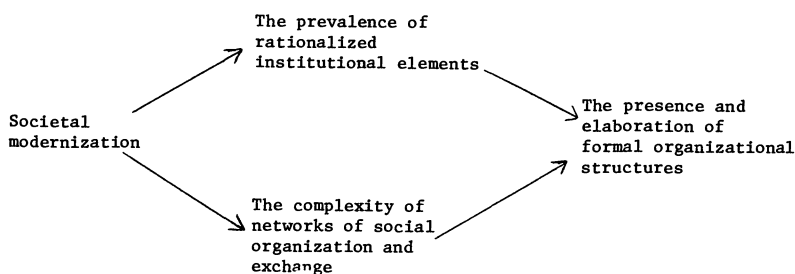 The prevalence of
rationalized
institutional elements
Societal
modernization
The presence and
elaboration of
formal organizational
structures
The complexity of
networks of social
organization and
exchange